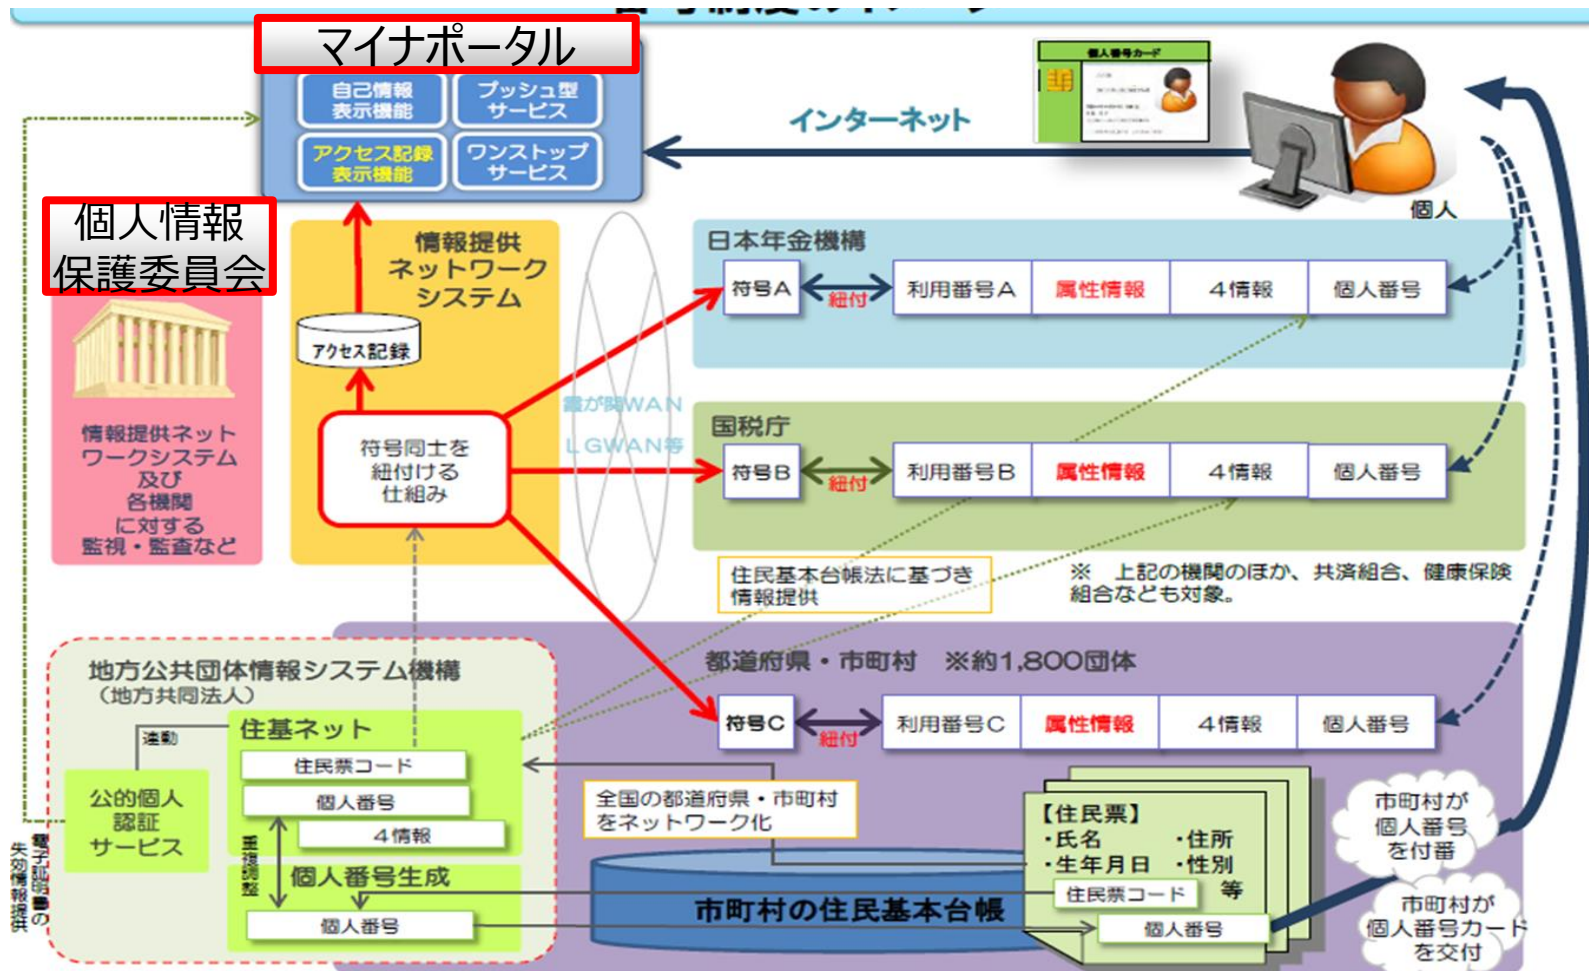 マイナポータル
自己情報
表示機能
プッシュ型
サービス
アクセス記録
表示機能
ワンストップ
サービス
インターネット
個人番号カード
個人
個人情報
保護委員会
情報提供ネット
ワークシステム
及び
各機関
に対する
監視・監査など
情報提供
ネットワーク
システム
アクセス記録
符号同士を
紐付ける
仕組み
霞が関WAN
LGWAN等
日本年金機構
符号A
紐付
利用番号A
属性情報
4情報
個人番号
国税庁
符号B
紐付
利用番号B
属性情報
4情報
個人番号
住民基本台帳法に基づき
情報提供
※ 上記の機関のほか、共済組合、健康保険
組合なども対象。
都道府県・市町村 ※約1,800団体
符号C
紐付
利用番号C
属性情報
4情報
個人番号
地方公共団体情報システム機構
(地方共同法人)
連動
住基ネット
住民票コード
個人番号
4情報
公的個人
認証
サービス
重複調整
個人番号生成
個人番号
電子証明書の
失効情報提供
全国の都道府県・市町村
をネットワーク化
市町村の住民基本台帳
【住民票】
・氏名 ・住所
・生年月日 ・性別
等
住民票コード
個人番号
市町村が
個人番号
を付番
市町村が
個人番号カード
を交付